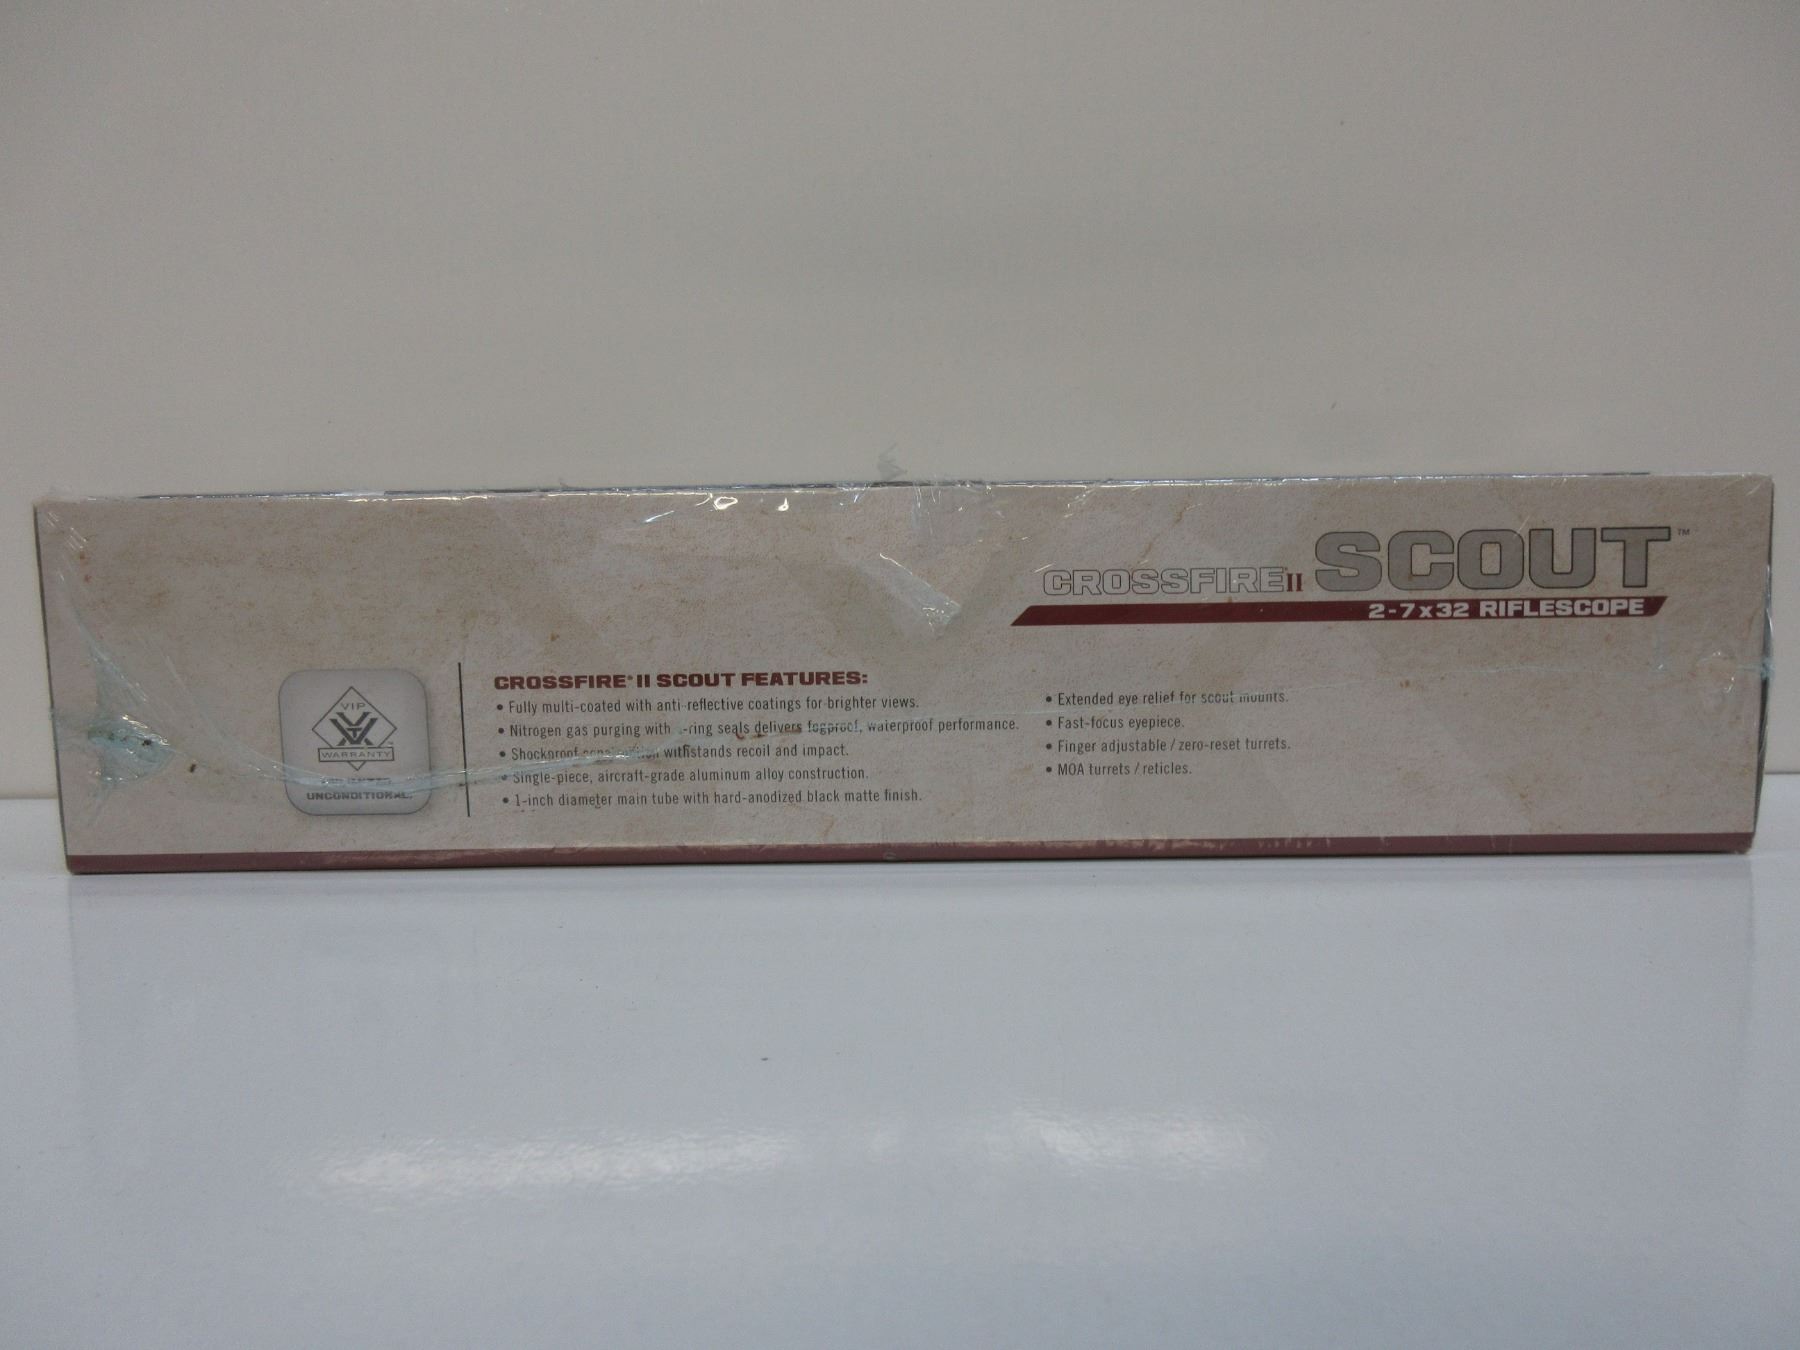 CROSSFIRE II SCOUT™
2-7x32 RIFLESCOPE
VIP
WARRANTY
UNCONDITIONAL.
CROSSFIRE® II SCOUT FEATURES:
• Fully multi-coated with anti-reflective coatings for brighter views.
• Nitrogen gas purging with -ring seals delivers fogproof, waterproof performance.
• Shockproof withstands recoil and impact.
• Single-piece, aircraft-grade aluminum alloy construction.
• 1-inch diameter main tube with hard-anodized black matte finish.
• Extended eye relief for scout mounts.
• Fast-focus eyepiece.
• Finger adjustable / zero-reset turrets.
• MOA turrets / reticles.